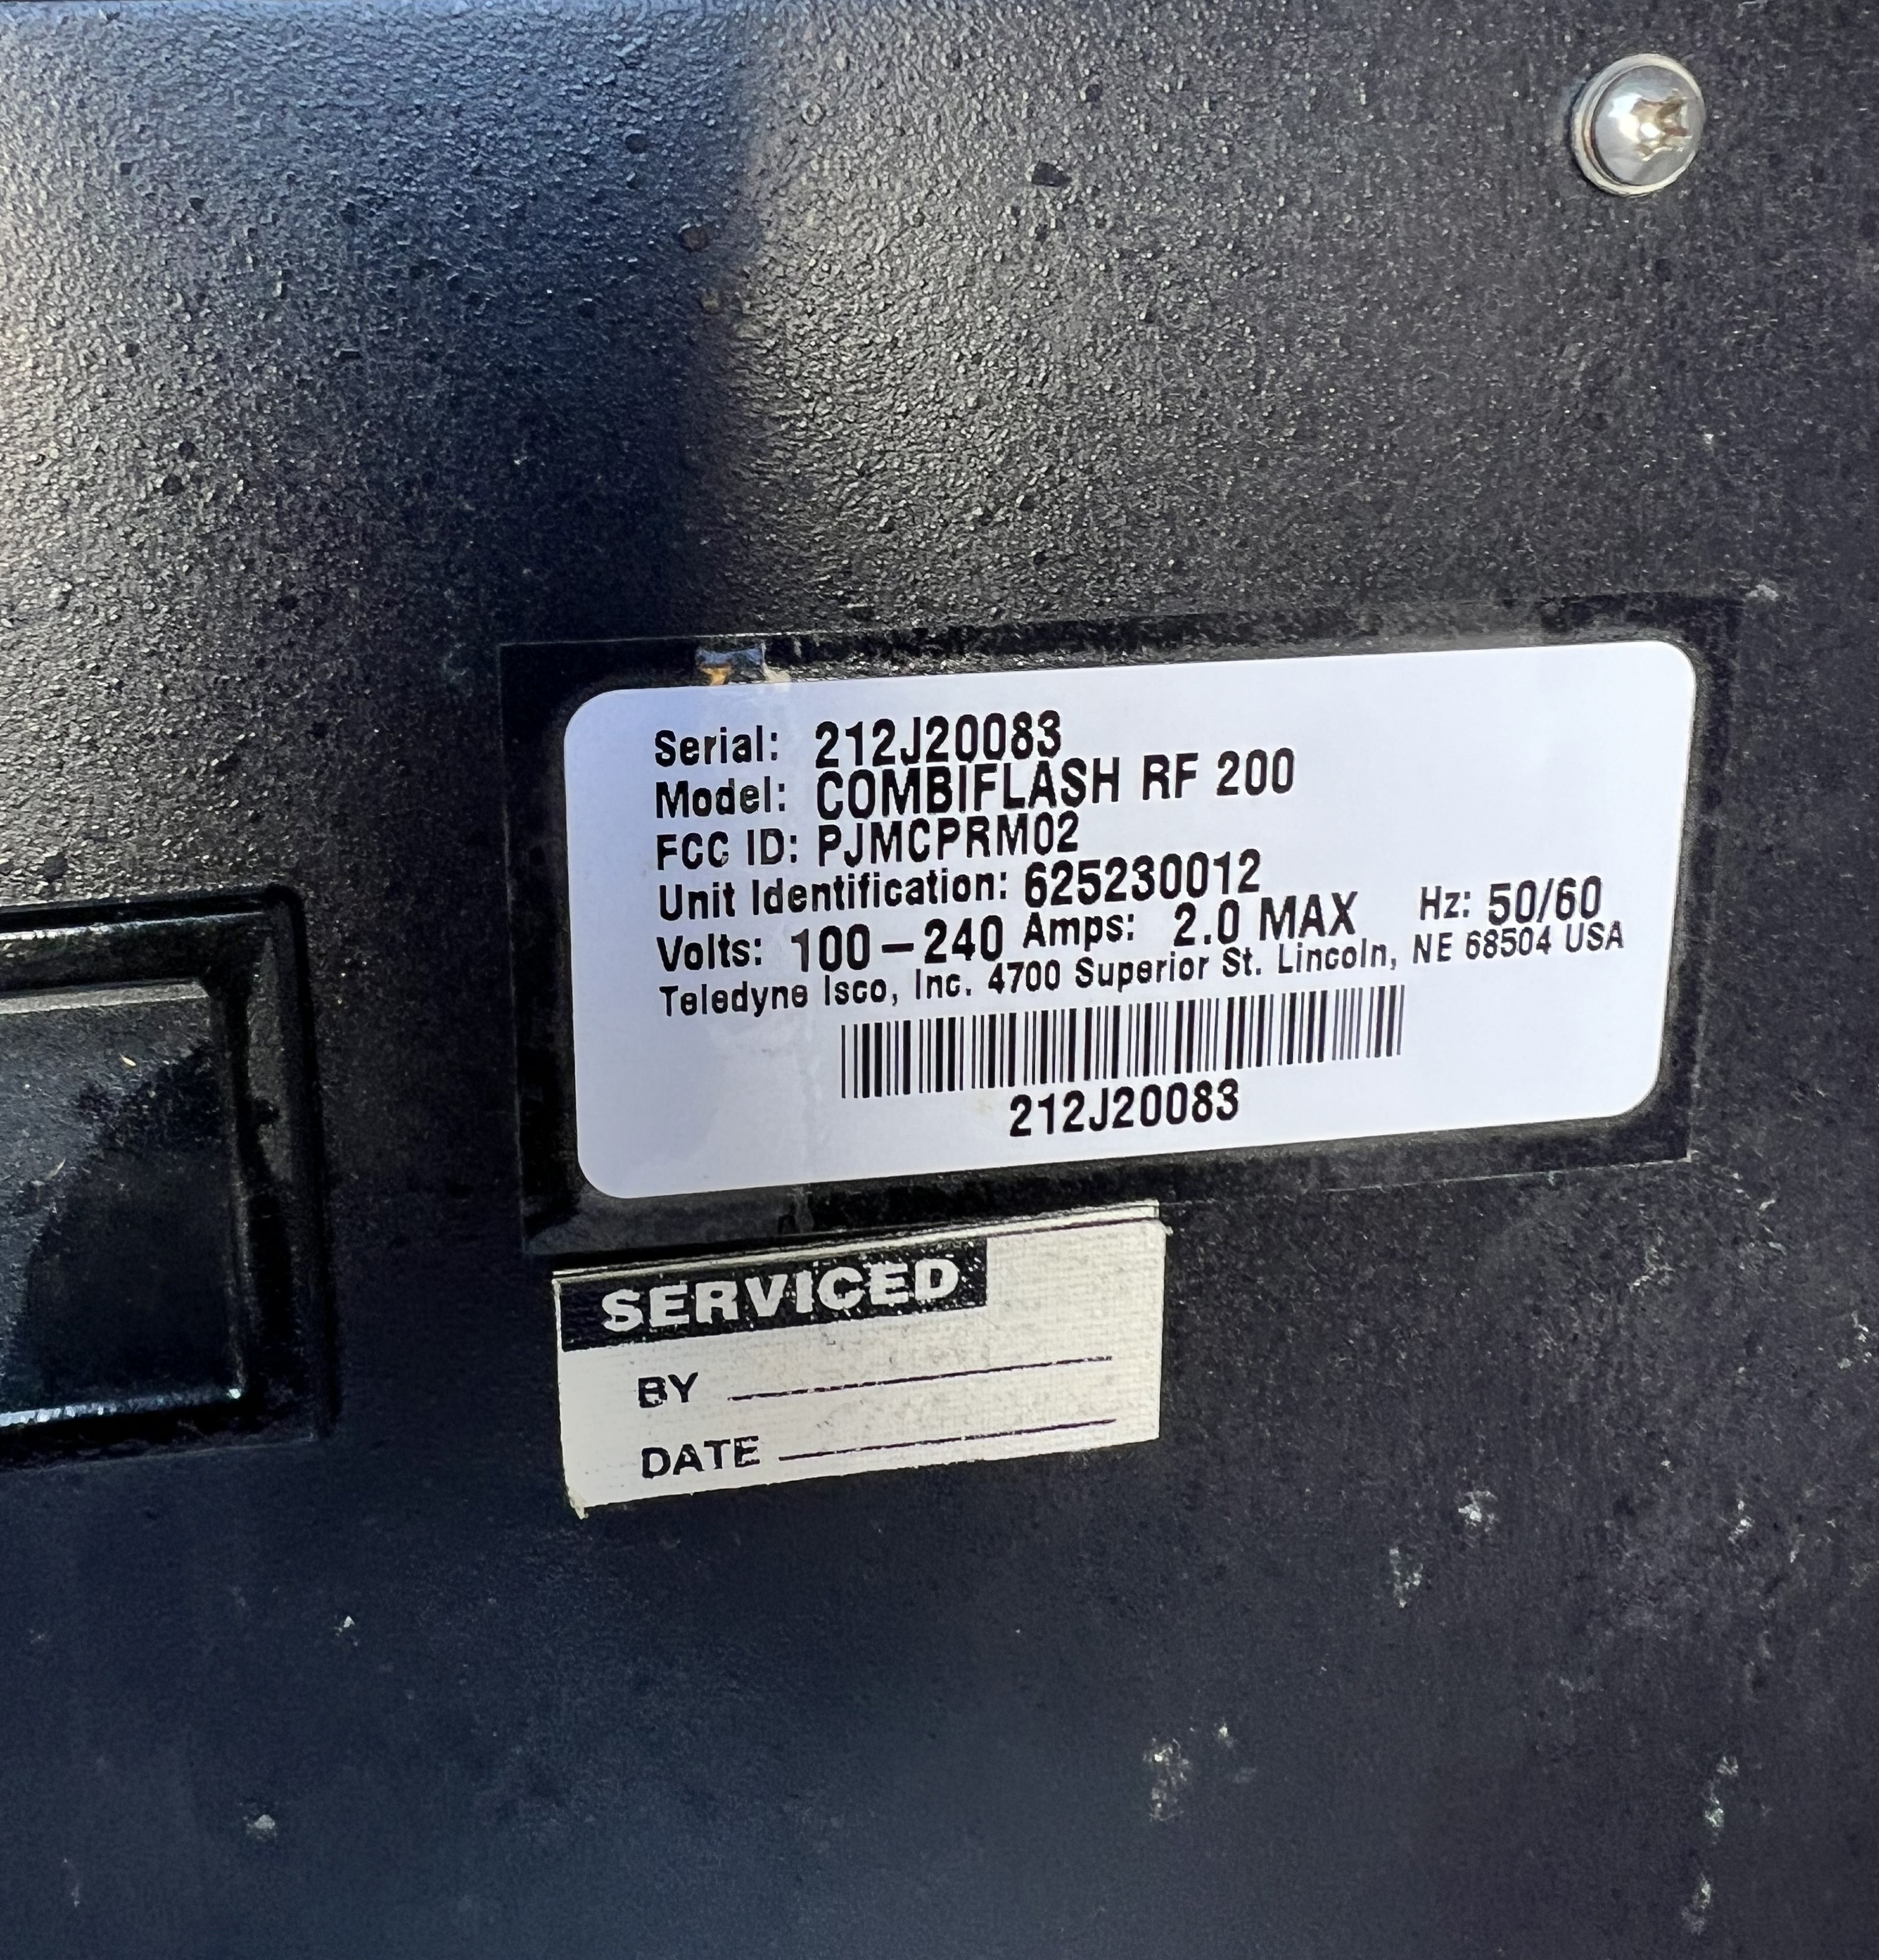 Serial: 212J20083
Model: COMBIFLASH RF 200
FCC ID: PJMCPRM02
Unit Identification: 625230012
Volts: 100-240 Amps: 2.0 MAX Hz: 50/60
Teledyne Isco, Inc. 4700 Superior St. Lincoln, NE 68504 USA
212J20083
SERVICED
BY
DATE